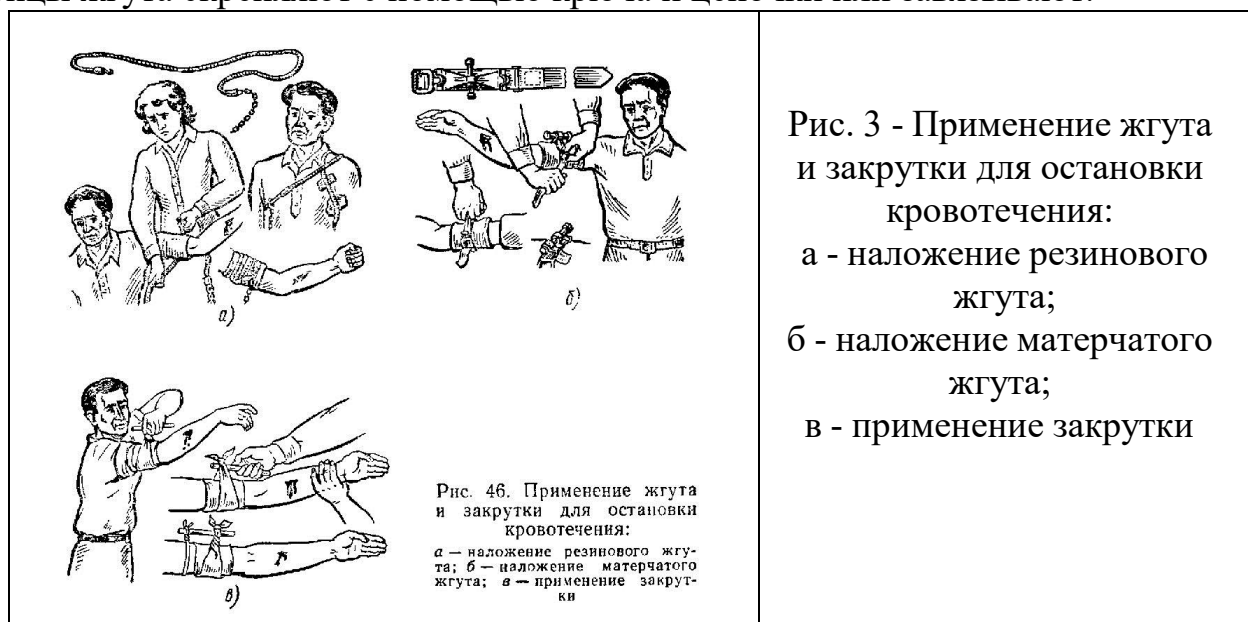 жгута скрепляют с помощью крючка и цепочки или завязывают.
а)
б)
в)
Рис. 46. Применение жгута
и закрутки для остановки
кровотечения:
а — наложение резинового жгу-
та; б — наложение матерчатого
жгута; в — применение закрут-
ки
Рис. 3 - Применение жгута
и закрутки для остановки
кровотечения:
а - наложение резинового
жгута;
б - наложение матерчатого
жгута;
в - применение закрутки